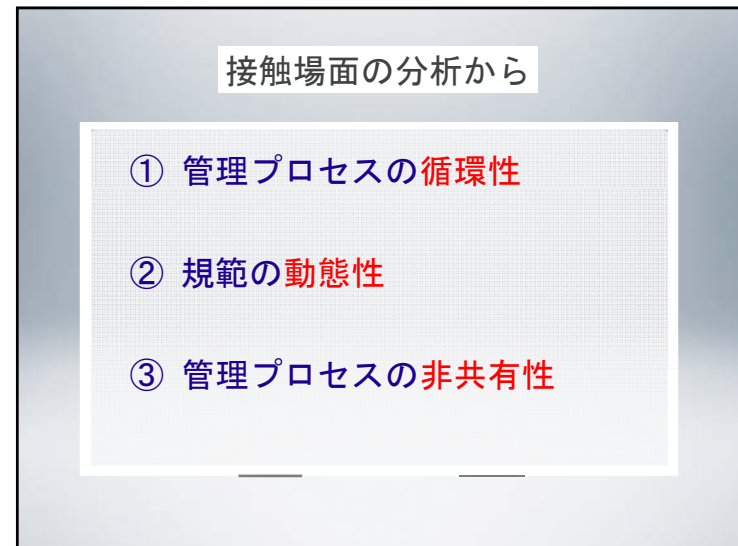 接触場面の分析から
① 管理プロセスの循環性
② 規範の動態性
③ 管理プロセスの非共有性